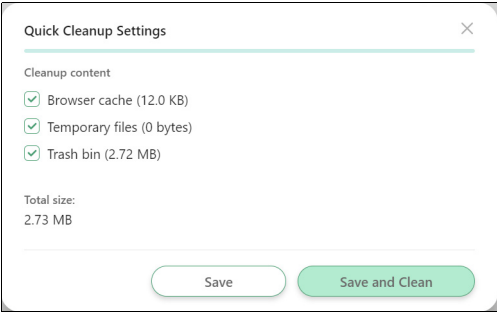 Quick Cleanup Settings
Cleanup content
Browser cache (12.0 KB)
Temporary files (0 bytes)
Trash bin (2.72 MB)
Total size:
2.73 MB
Save
Save and Clean